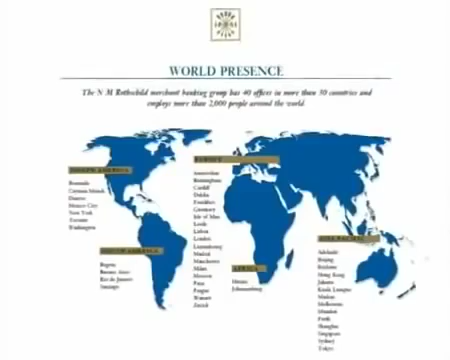 WORLD PRESENCE
The N M Rothschild merchant banking group has 40 offices in more than 30 countries and
employs more than 2,000 people around the world.
NORTH AMERICA
Bermuda
Cayman Islands
Denver
Mexico City
New York
Toronto
Washington
SOUTH AMERICA
Bogota
Buenos Aires
Rio de Janeiro
Santiago
EUROPE
Amsterdam
Birmingham
Cardiff
Dublin
Frankfurt
Guernsey
Isle of Man
Leeds
Lisbon
London
Luxembourg
Madrid
Manchester
Milan
Moscow
Paris
Prague
Warsaw
Zurich
AFRICA
Harare
Johannesburg
ASIA PACIFIC
Adelaide
Beijing
Brisbane
Hong Kong
Jakarta
Kuala Lumpur
Melbourne
Mumbai
Perth
Shanghai
Singapore
Sydney
Tokyo